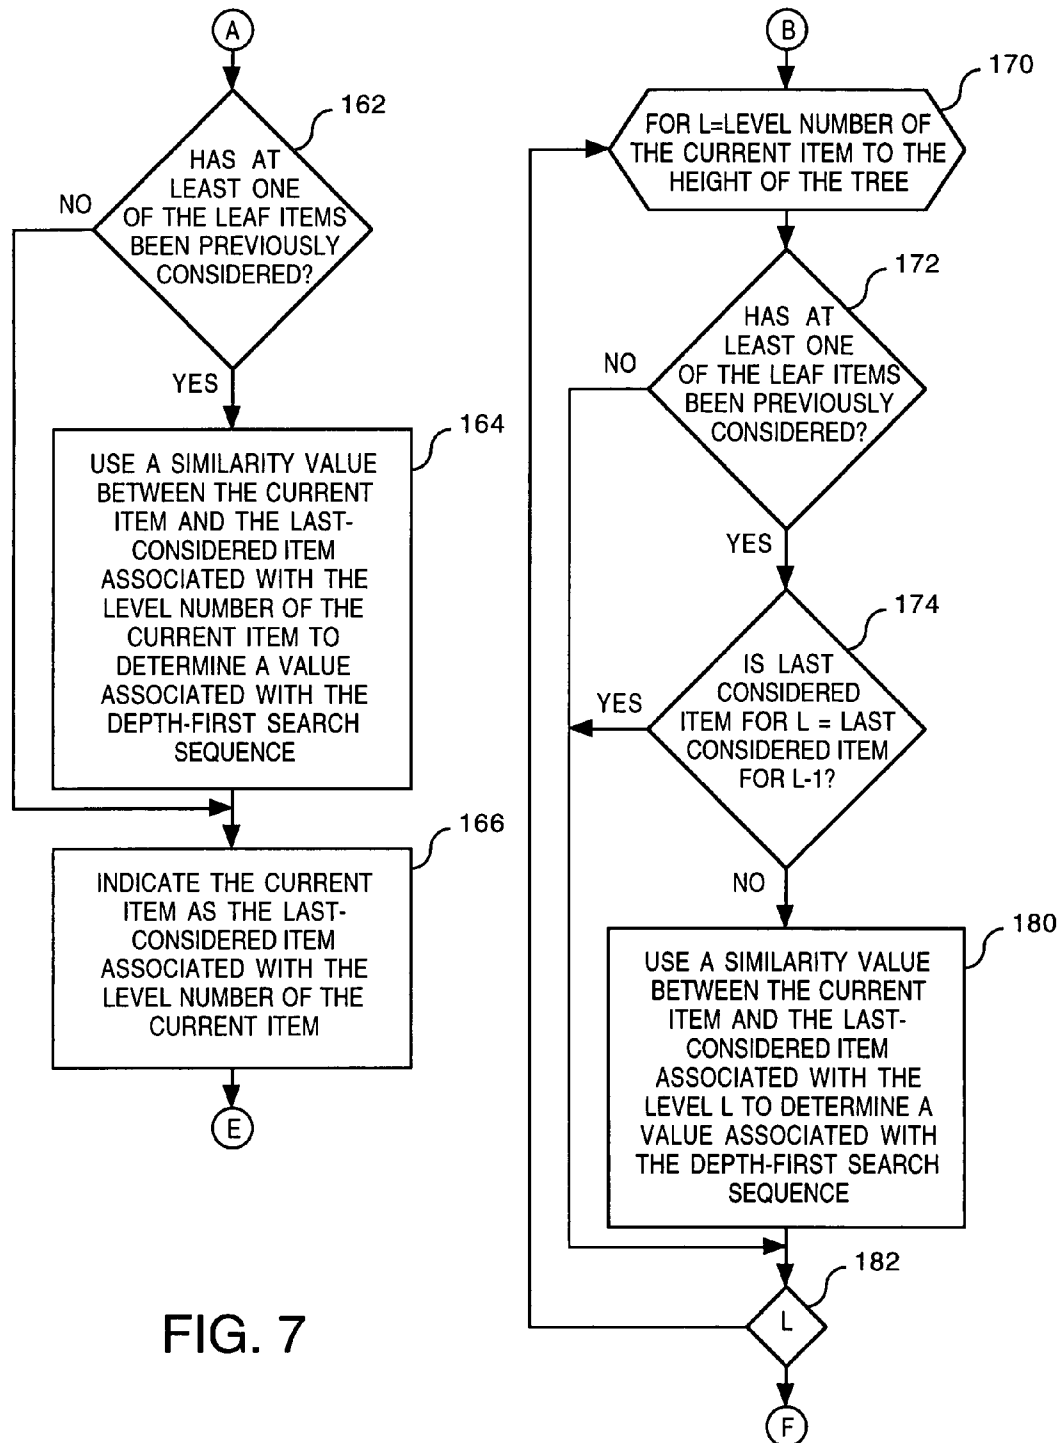 A
162
HAS AT
LEAST ONE
OF THE LEAF ITEMS
BEEN PREVIOUSLY
CONSIDERED?
NO
YES
164
USE A SIMILARITY VALUE
BETWEEN THE CURRENT
ITEM AND THE LAST-
CONSIDERED ITEM
ASSOCIATED WITH THE
LEVEL NUMBER OF THE
CURRENT ITEM TO
DETERMINE A VALUE
ASSOCIATED WITH THE
DEPTH-FIRST SEARCH
SEQUENCE
166
INDICATE THE CURRENT
ITEM AS THE LAST-
CONSIDERED ITEM
ASSOCIATED WITH THE
LEVEL NUMBER OF THE
CURRENT ITEM
E
B
170
FOR L=LEVEL NUMBER OF
THE CURRENT ITEM TO THE
HEIGHT OF THE TREE
172
HAS AT
LEAST ONE
OF THE LEAF ITEMS
BEEN PREVIOUSLY
CONSIDERED?
NO
YES
174
IS LAST
CONSIDERED
ITEM FOR L = LAST
CONSIDERED ITEM
FOR L-1?
YES
NO
180
USE A SIMILARITY VALUE
BETWEEN THE CURRENT
ITEM AND THE LAST-
CONSIDERED ITEM
ASSOCIATED WITH THE
LEVEL L TO DETERMINE A
VALUE ASSOCIATED WITH
THE DEPTH-FIRST SEARCH
SEQUENCE
182
L
F
FIG. 7